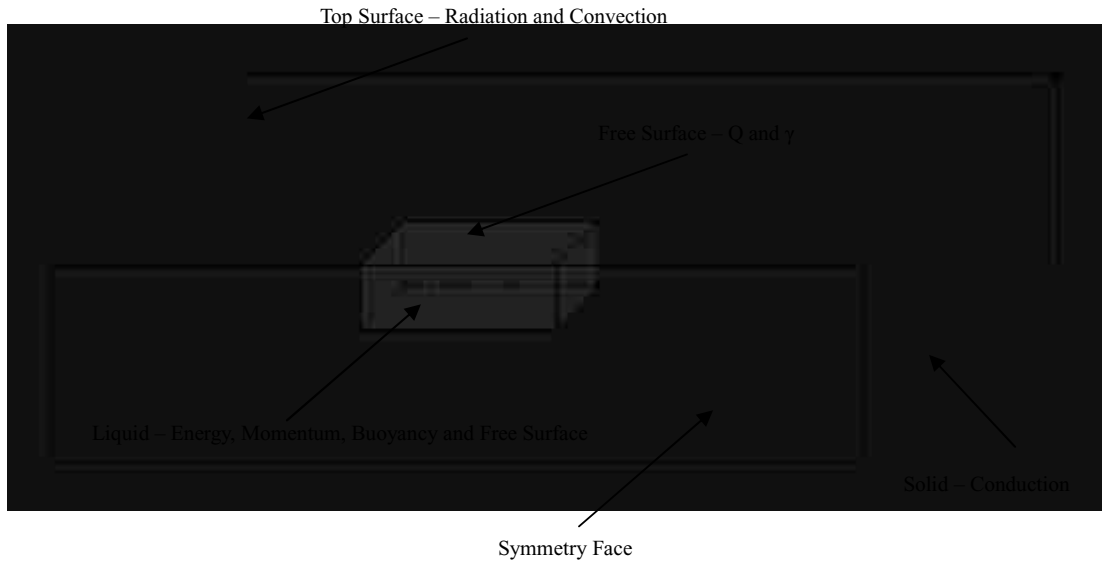 Top Surface – Radiation and Convection
Free Surface – Q and γ
Liquid – Energy, Momentum, Buoyancy and Free Surface
Solid – Conduction
Symmetry Face